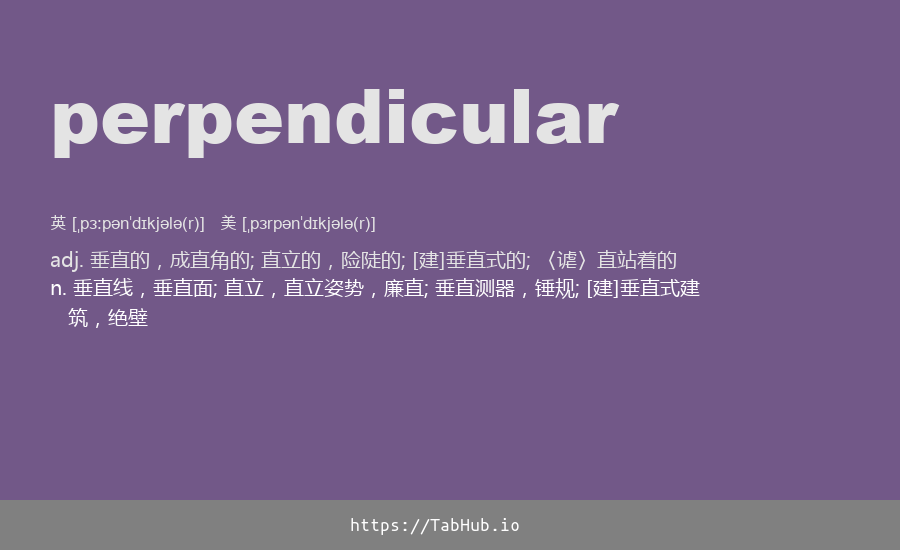 perpendicular
英 [ˌpɜːpənˈdɪkjələ(r)] 美 [ˌpɜrpənˈdɪkjələ(r)]
adj. 垂直的，成直角的; 直立的，险陡的; [建]垂直式的; 〈谑〉直站着的
n. 垂直线，垂直面; 直立，直立姿势，廉直; 垂直测器，锤规; [建]垂直式建
筑，绝壁
https://TabHub.io